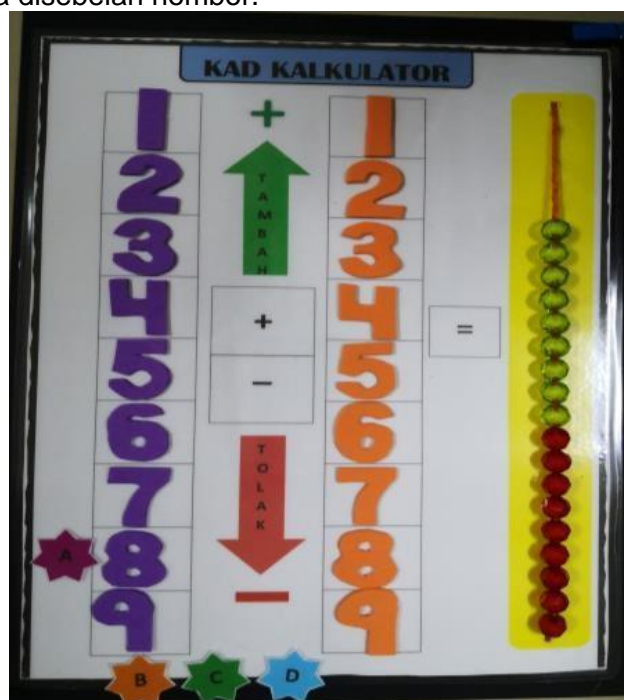 a disebelah nombor.
KAD KALKULATOR
1 + 1
2 2
TAMBAH
3 3
4 + 4 =
5 − 5
6 6
TOLAK
7 7
A 8 8
9 − 9
B C D